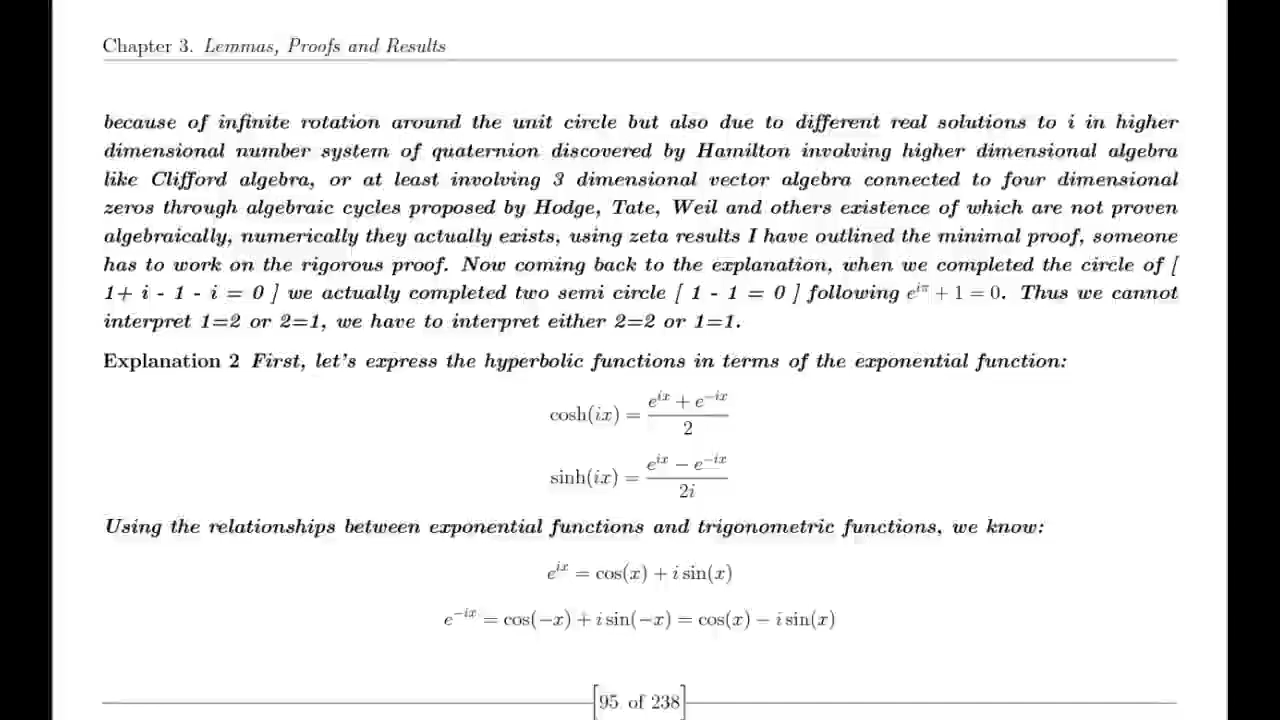 Chapter 3. Lemmas, Proofs and Results
because of infinite rotation around the unit circle but also due to different real solutions to i in higher
dimensional number system of quaternion discovered by Hamilton involving higher dimensional algebra
like Clifford algebra, or at least involving 3 dimensional vector algebra connected to four dimensional
zeros through algebraic cycles proposed by Hodge, Tate, Weil and others existence of which are not proven
algebraically, numerically they actually exists, using zeta results I have outlined the minimal proof, someone
has to work on the rigorous proof. Now coming back to the explanation, when we completed the circle of [
1+ i - 1 - i = 0 ] we actually completed two semi circle [ 1 - 1 = 0 ] following e^{iπ} + 1 = 0. Thus we cannot
interpret 1=2 or 2=1, we have to interpret either 2=2 or 1=1.
Explanation 2 First, let's express the hyperbolic functions in terms of the exponential function:
cosh(ix) = \frac{e^{ix} + e^{-ix}}{2}
sinh(ix) = \frac{e^{ix} − e^{-ix}}{2i}
Using the relationships between exponential functions and trigonometric functions, we know:
e^{ix} = cos(x) + i sin(x)
e^{−ix} = cos(−x) + i sin(−x) = cos(x) − i sin(x)
[95 of 238]